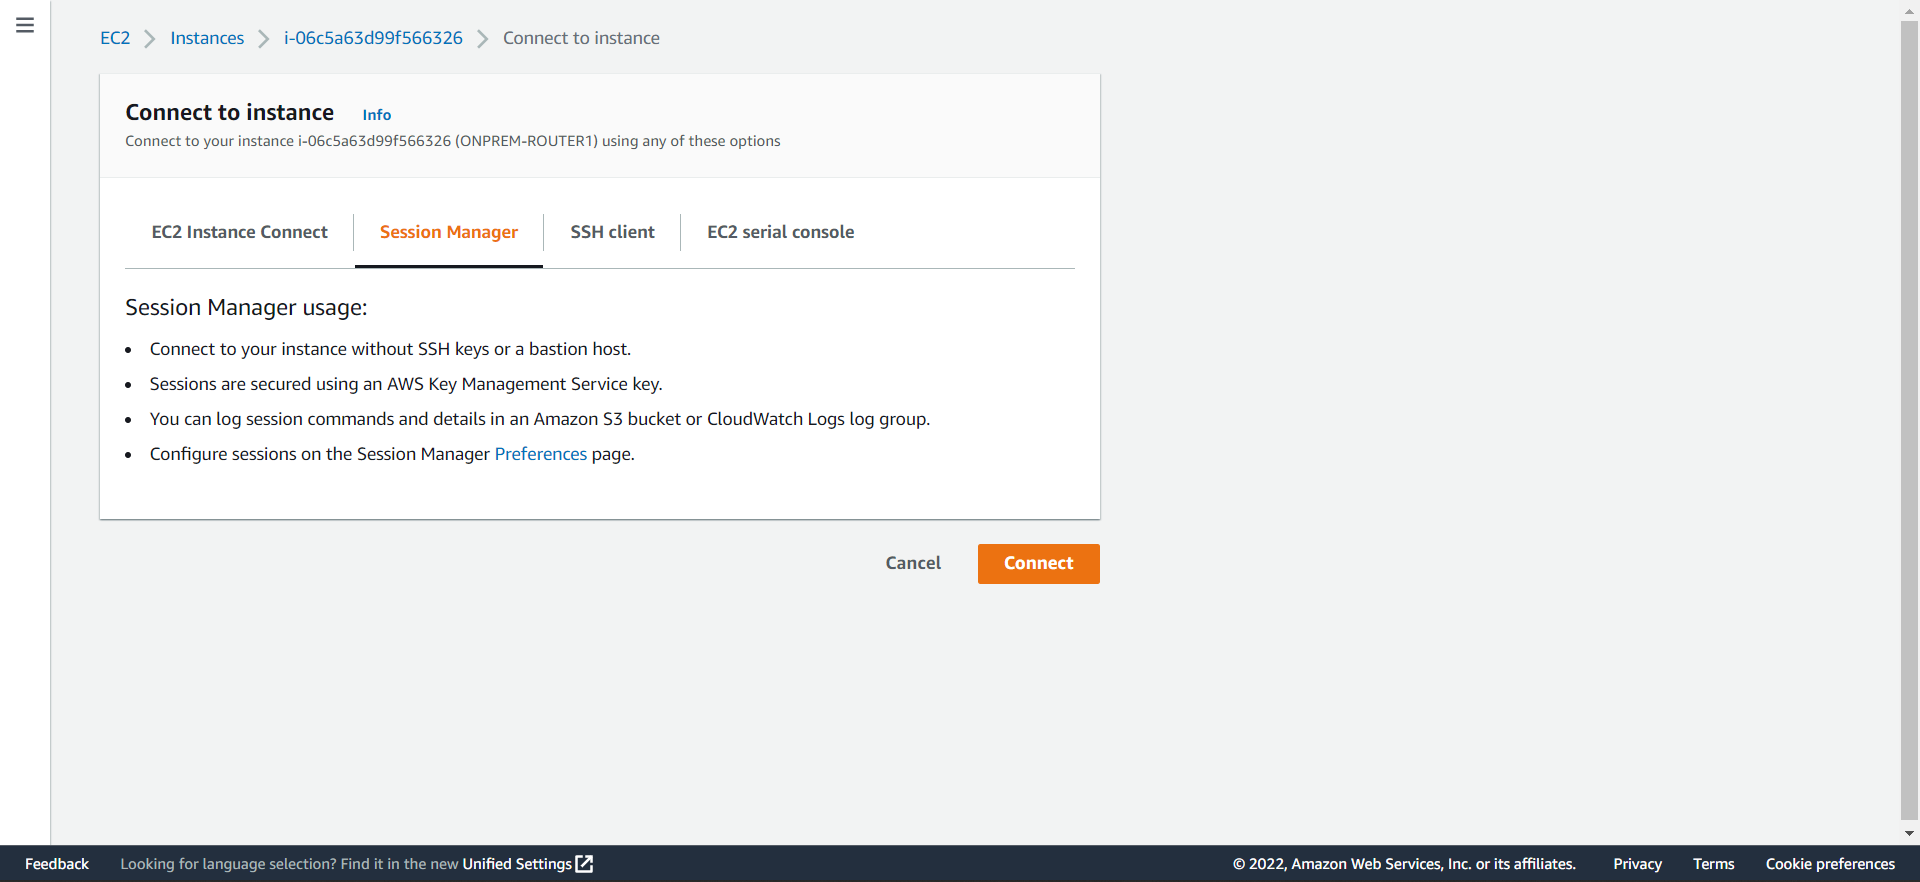 EC2 > Instances > i-06c5a63d99f566326 > Connect to instance
Connect to instance Info
Connect to your instance i-06c5a63d99f566326 (ONPREM-ROUTER1) using any of these options
EC2 Instance Connect Session Manager SSH client EC2 serial console
Session Manager usage:
• Connect to your instance without SSH keys or a bastion host.
• Sessions are secured using an AWS Key Management Service key.
• You can log session commands and details in an Amazon S3 bucket or CloudWatch Logs log group.
• Configure sessions on the Session Manager Preferences page.
Cancel Connect
Feedback Looking for language selection? Find it in the new Unified Settings © 2022, Amazon Web Services, Inc. or its affiliates. Privacy Terms Cookie preferences